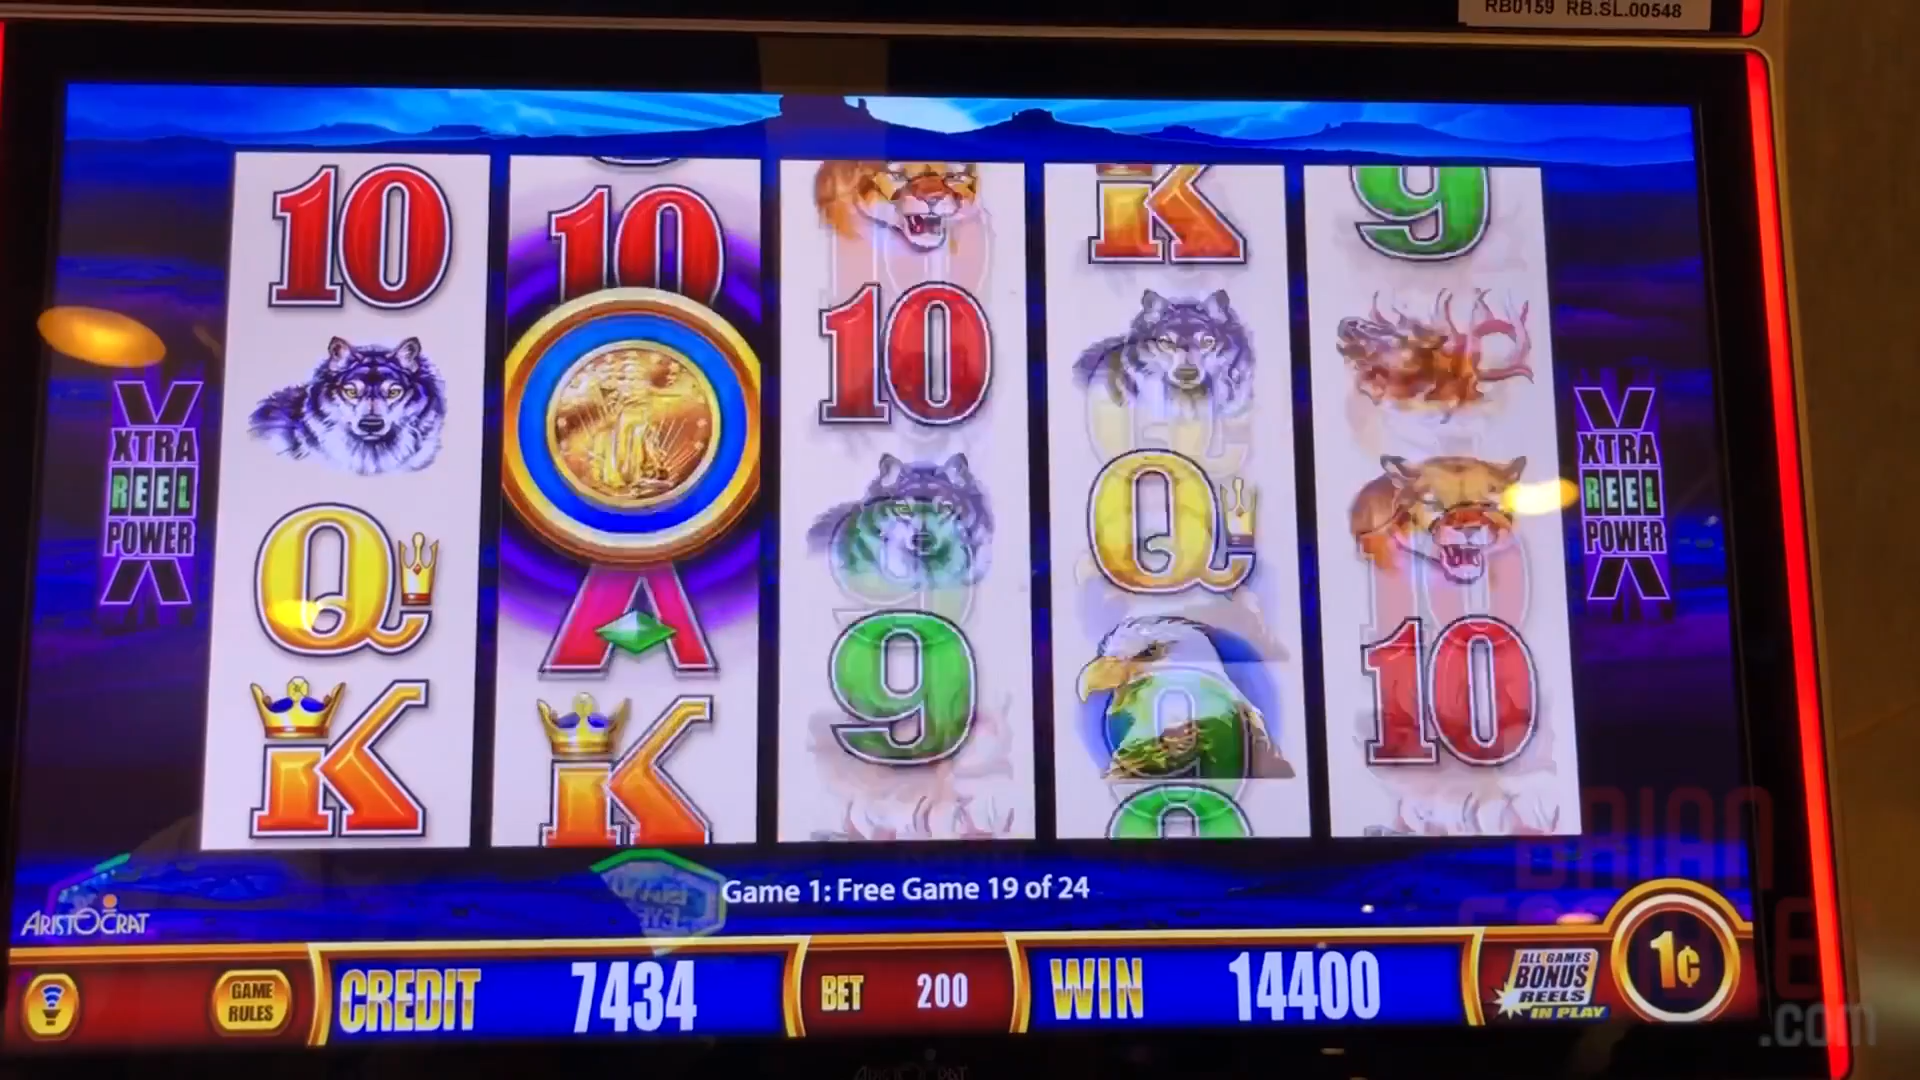 RB0159 RB.SL.00548
10 10 K 9
10
XTRA
REEL
POWER
XTRA
REEL
POWER
Q A 9 Q 10
K K 9
Game 1: Free Game 19 of 24
ARISTOCRAT
GAME
RULES
CREDIT 7434
BET 200
WIN 14400
ALL GAMES
BONUS
REELS
IN PLAY
1¢
BRIAN
.com